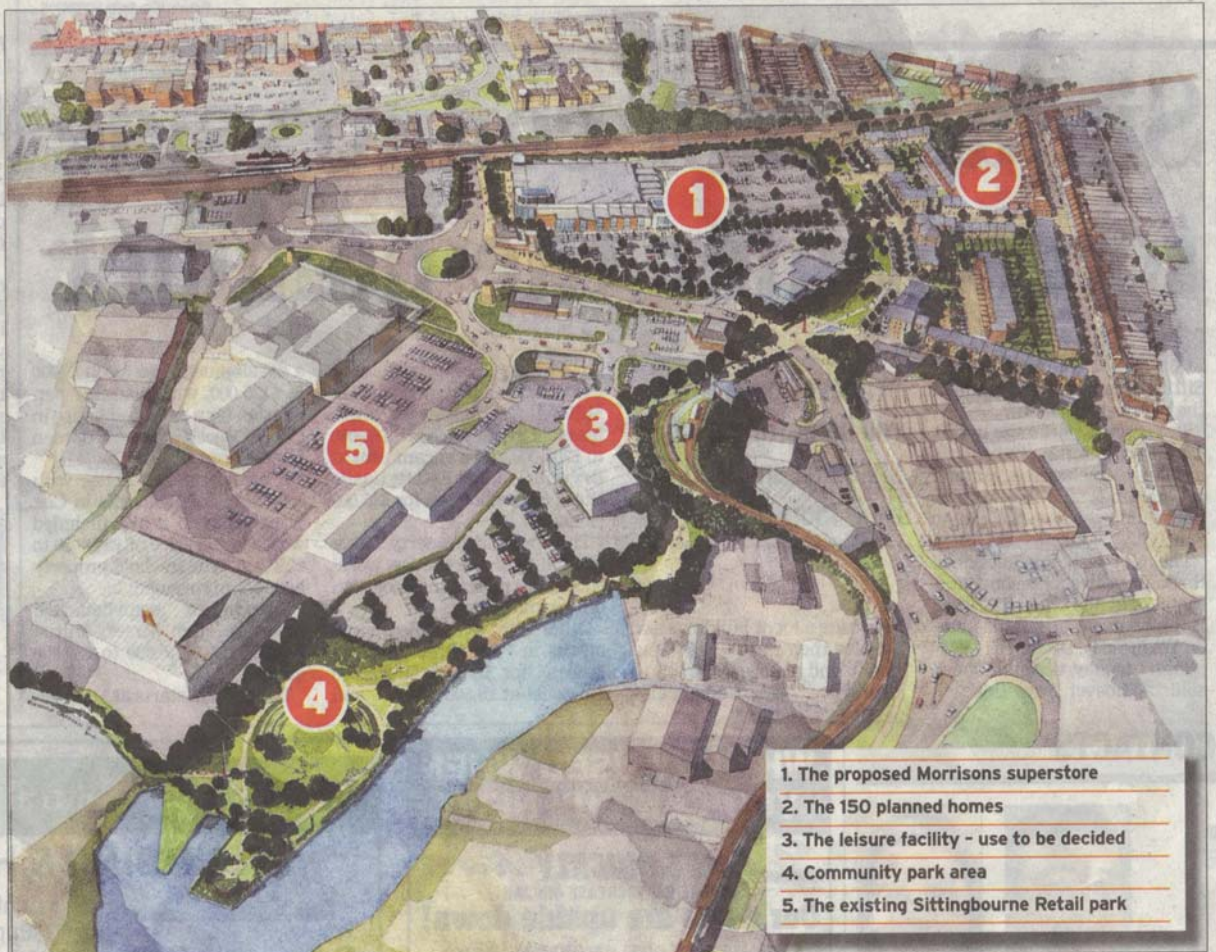 1
2
3
5
4
1. The proposed Morrisons superstore
2. The 150 planned homes
3. The leisure facility - use to be decided
4. Community park area
5. The existing Sittingbourne Retail park